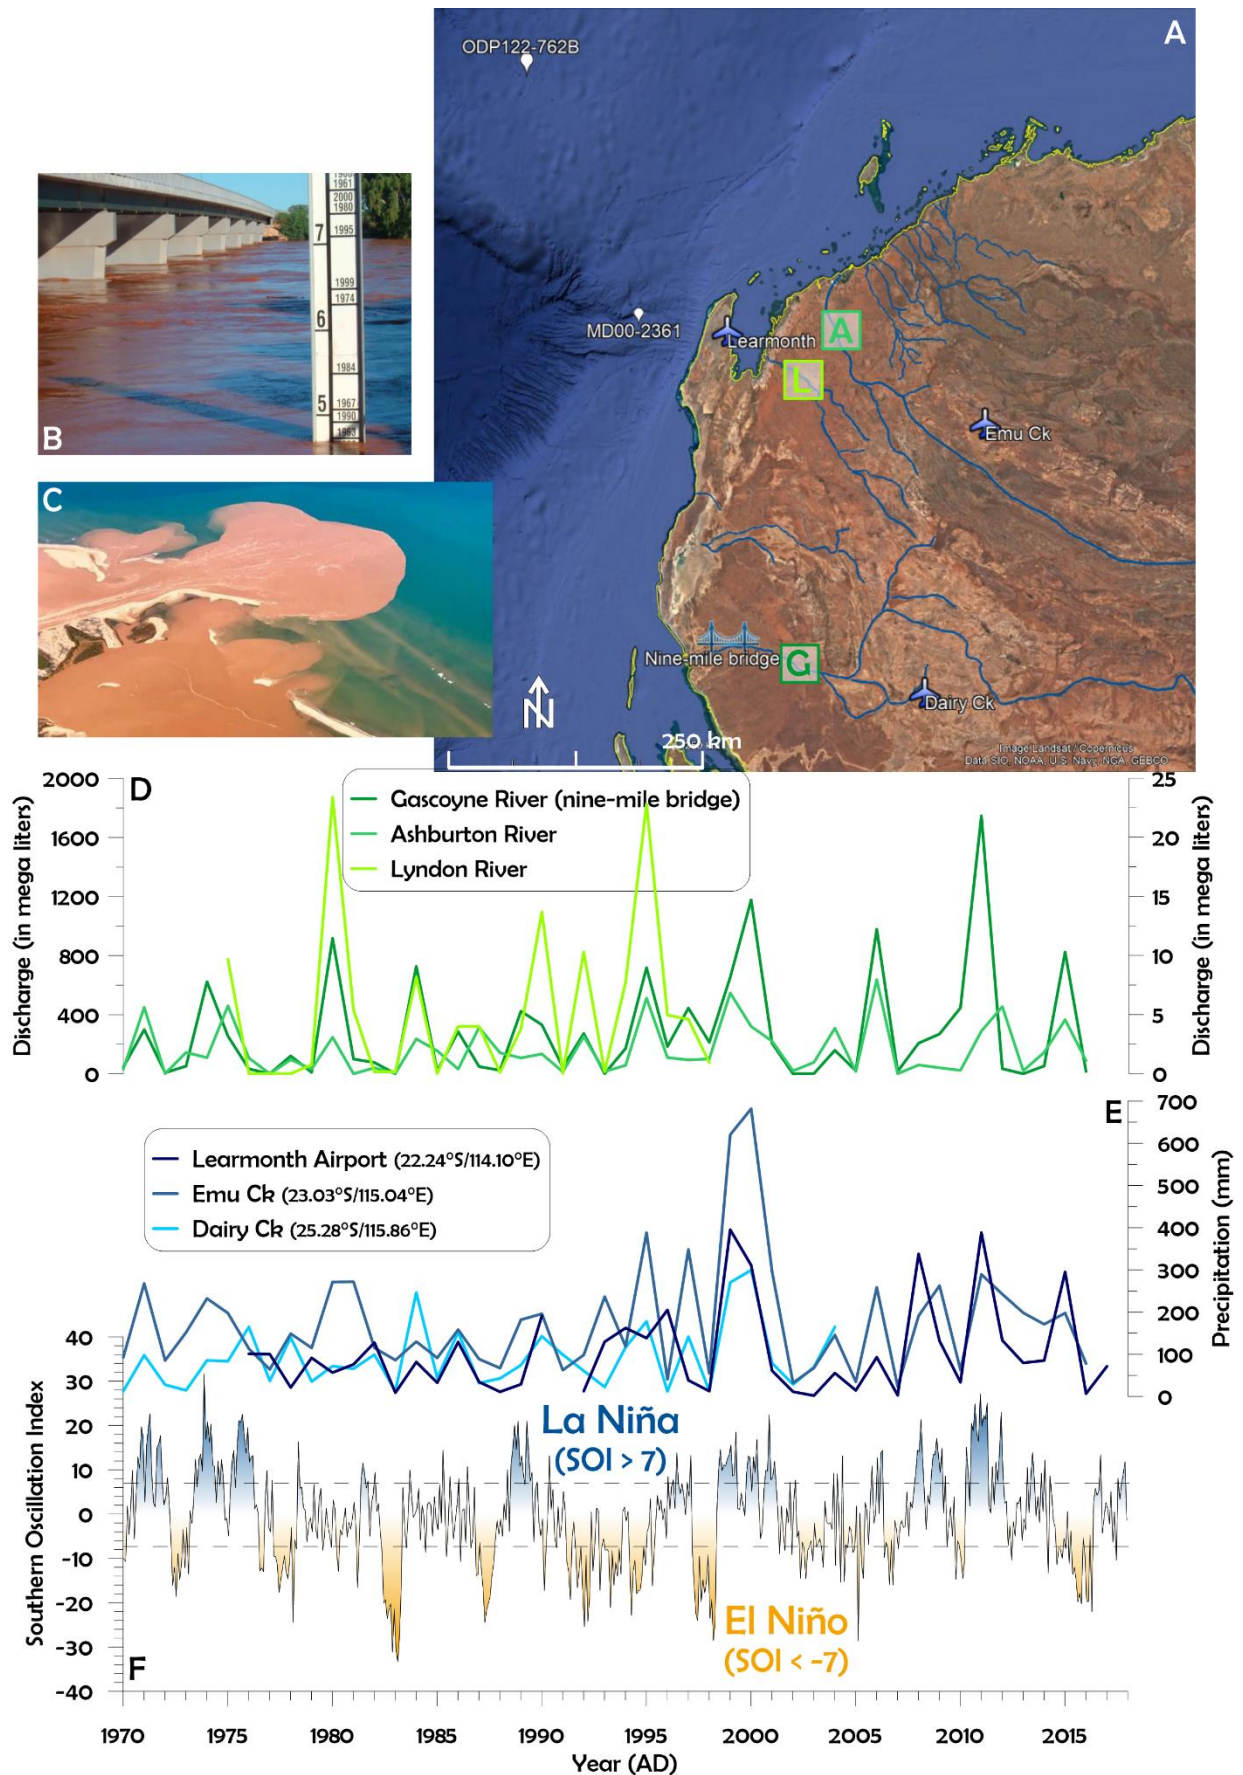 A
ODP122-762B
MD00-2361
Learmonth
A
L
Emu Ck
Nine-mile bridge
G
Dairy Ck
N
250 km
Image Landsat / Copernicus
Data SIO, NOAA, U.S. Navy, NGA, GEBCO
1961
2000
1980
7
1995
1999
1974
6
1984
1967
5
1990
1963
B
C
D
2000
1600
1200
800
400
0
Discharge (in mega liters)
Gascoyne River (nine-mile bridge)
Ashburton River
Lyndon River
25
20
15
10
5
0
Discharge (in mega liters)
E
700
600
500
400
300
200
100
0
Precipitation (mm)
Learmonth Airport (22.24°S/114.10°E)
Emu Ck (23.03°S/115.04°E)
Dairy Ck (25.28°S/115.86°E)
40
30
20
10
0
-10
-20
-30
-40
Southern Oscillation Index
La Niña
(SOI > 7)
El Niño
(SOI < -7)
F
1970 1975 1980 1985 1990 1995 2000 2005 2010 2015
Year (AD)